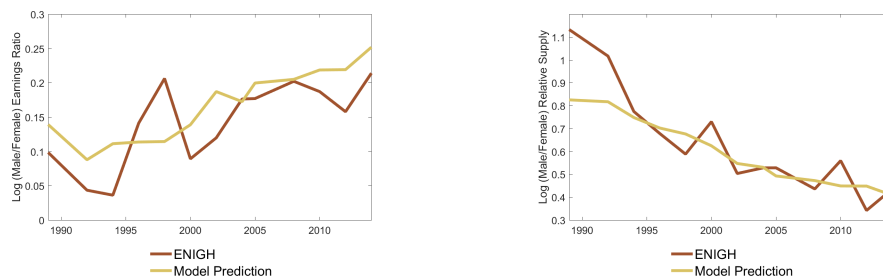 Log (Male/Female) Earnings Ratio
0.3
0.25
0.2
0.15
0.1
0.05
0
1990 1995 2000 2005 2010
ENIGH
Model Prediction
Log (Male/Female) Relative Supply
1.1
1
0.9
0.8
0.7
0.6
0.5
0.4
0.3
1990 1995 2000 2005 2010
ENIGH
Model Prediction